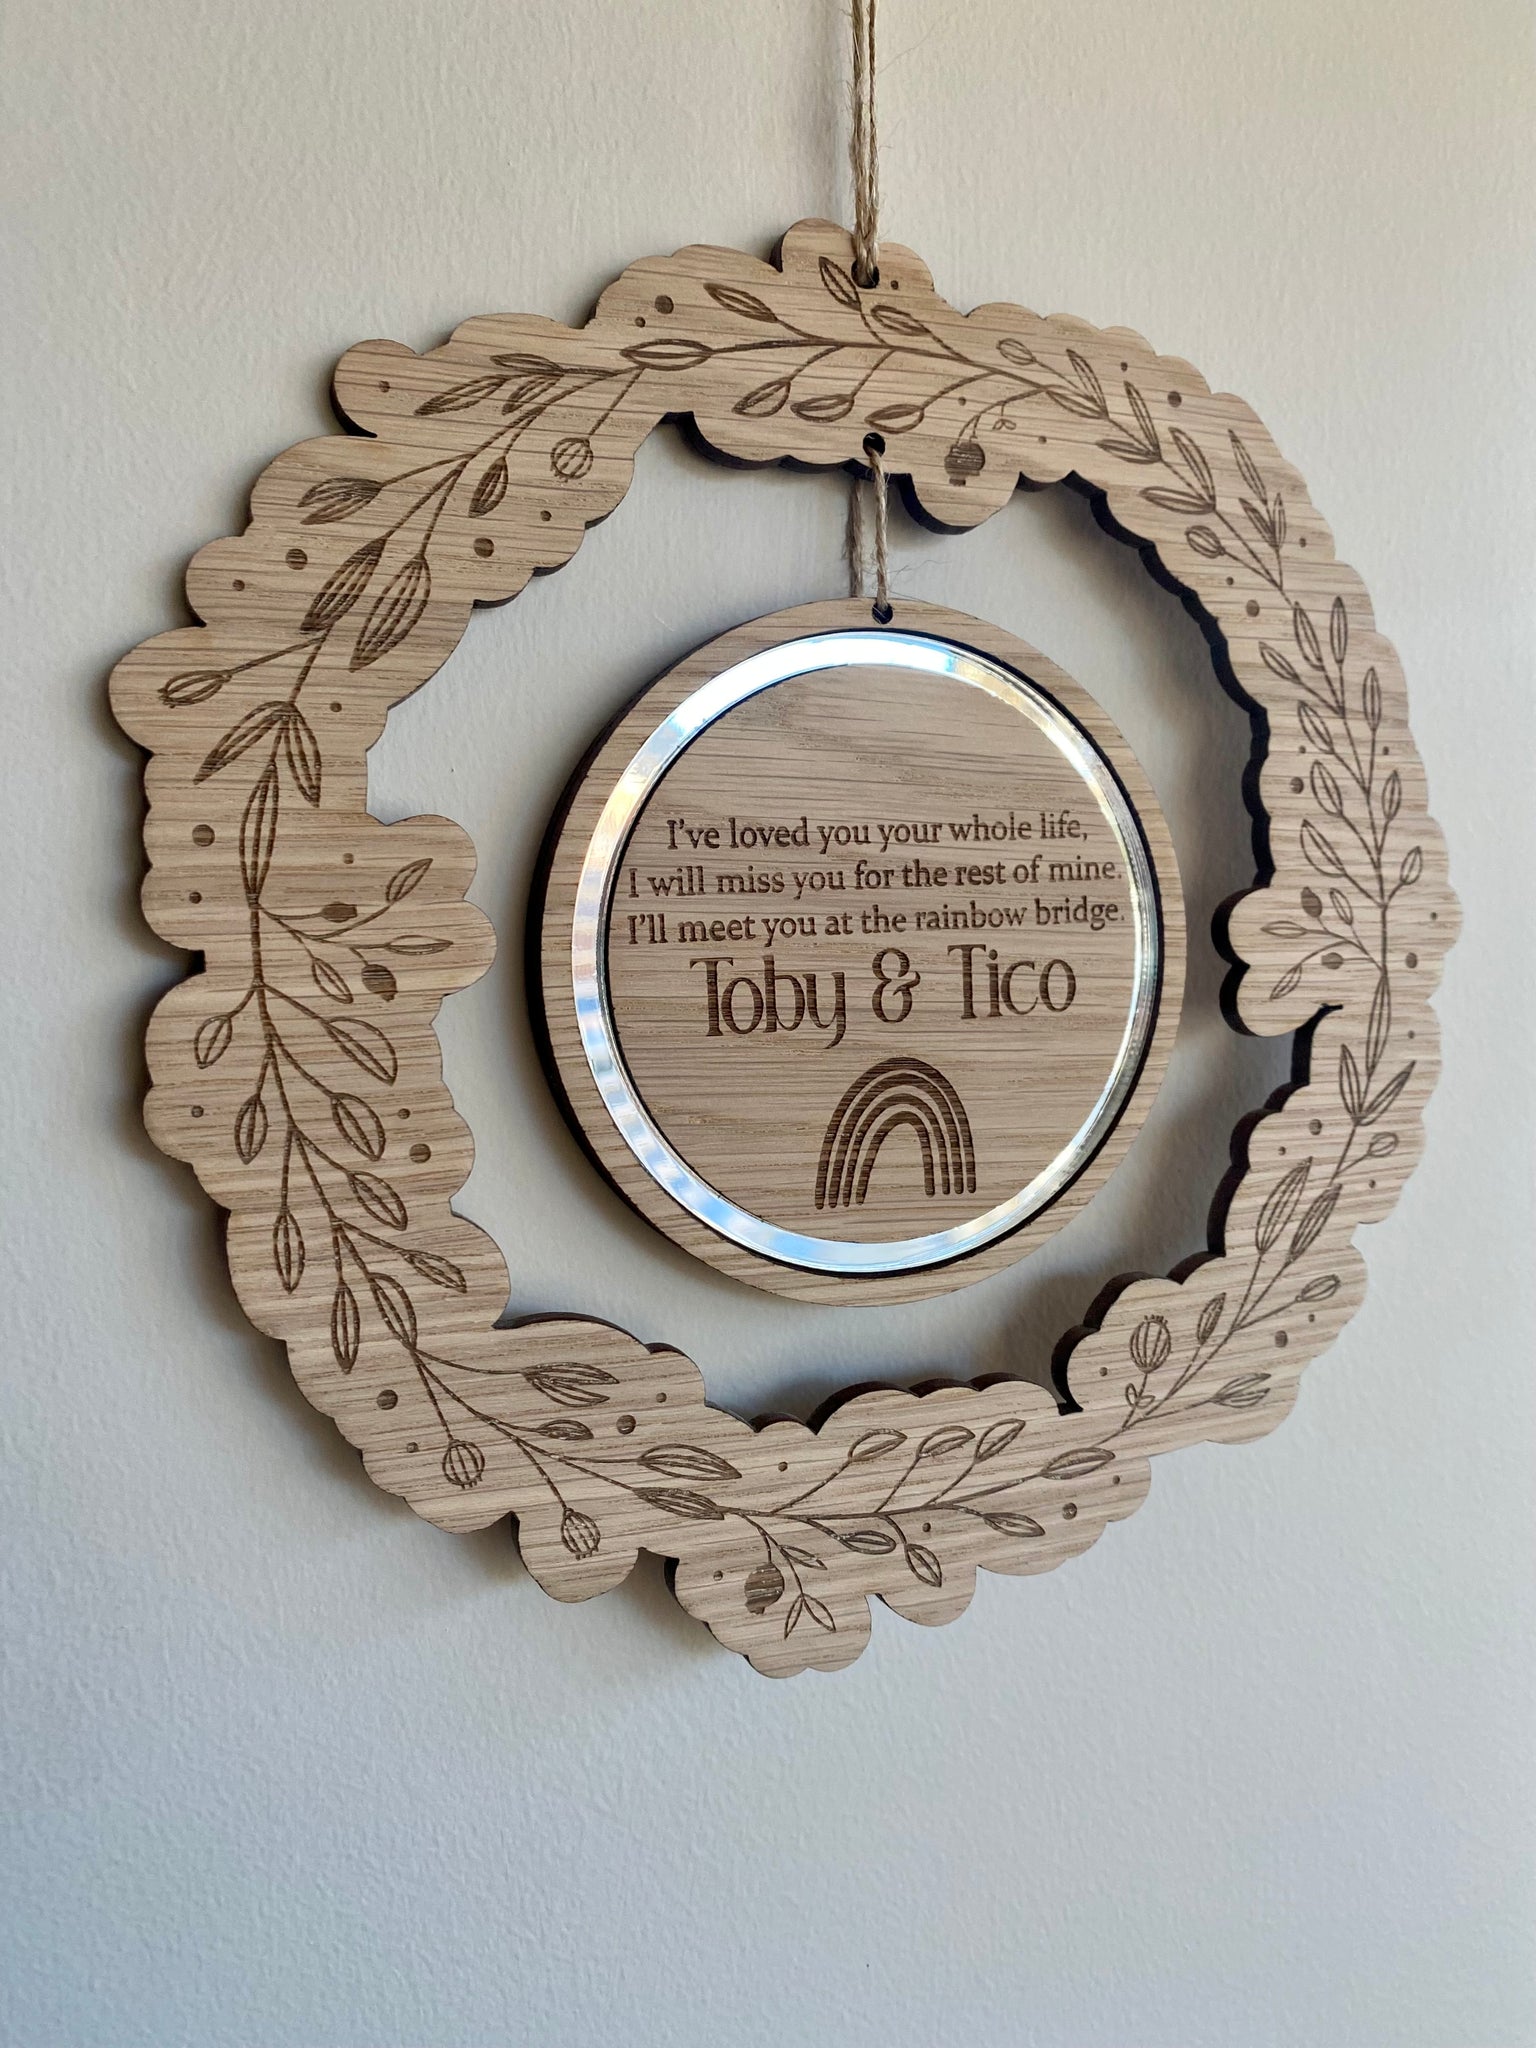 I've loved you your whole life,
I will miss you for the rest of mine.
I'll meet you at the rainbow bridge.
Toby & Tico